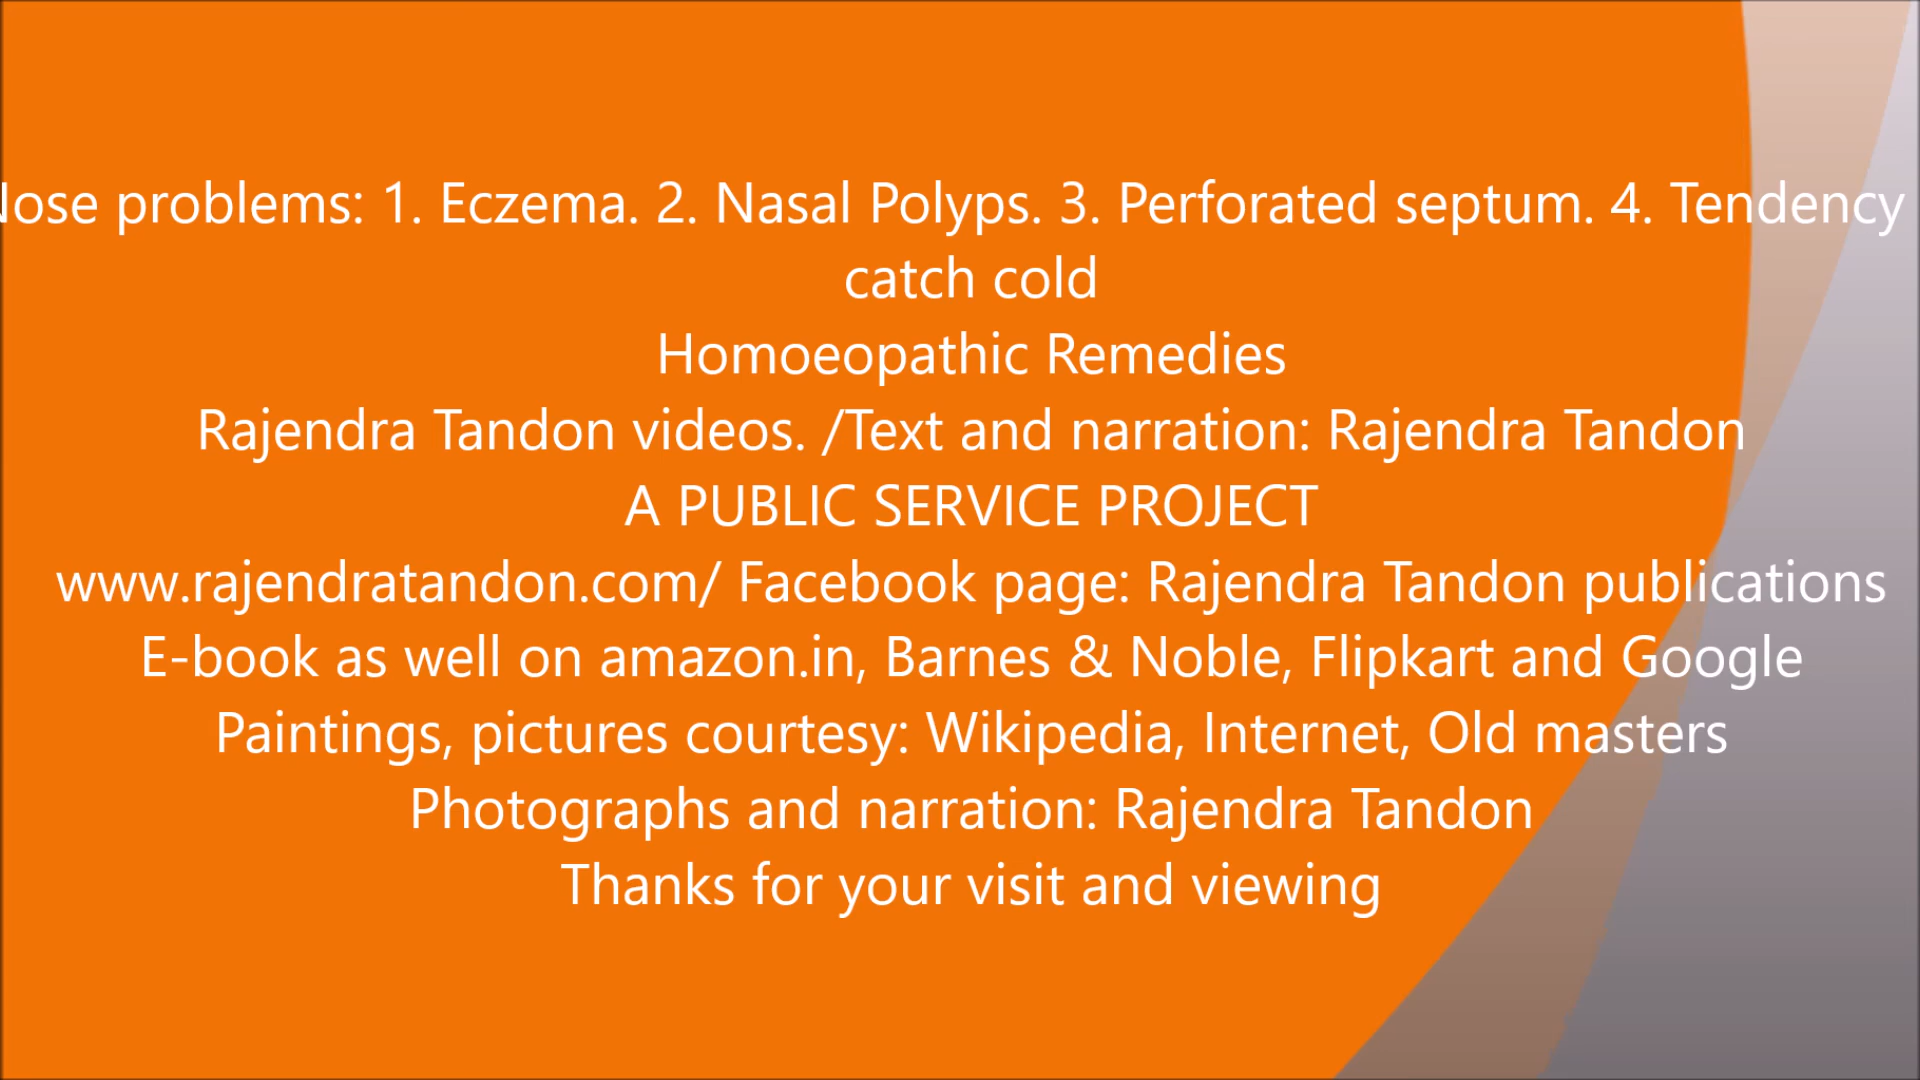 Nose problems: 1. Eczema. 2. Nasal Polyps. 3. Perforated septum. 4. Tendency
catch cold
Homoeopathic Remedies
Rajendra Tandon videos. /Text and narration: Rajendra Tandon
A PUBLIC SERVICE PROJECT
www.rajendratandon.com/ Facebook page: Rajendra Tandon publications
E-book as well on amazon.in, Barnes & Noble, Flipkart and Google
Paintings, pictures courtesy: Wikipedia, Internet, Old masters
Photographs and narration: Rajendra Tandon
Thanks for your visit and viewing